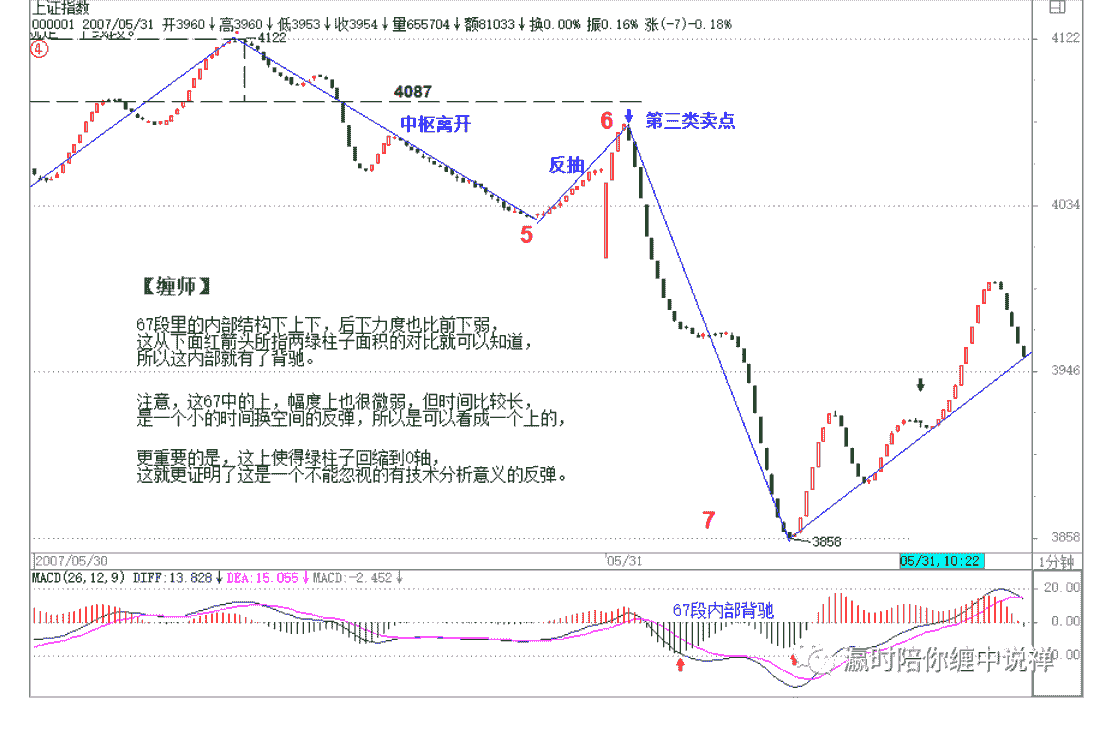 上证指数
000001 2007/05/31 开3960↓高3960↓低3953↓收3954↓量655704↓额81033↓换0.00% 振0.16% 涨(-7)-0.18%
④
4122
4122
4087
中枢离开
6
第三类卖点
反抽
4034
5
【缠师】
67段里的内部结构下上下，后下力度也比前下弱，
这从下面红箭头所指两绿柱子面积的对比就可以知道，
所以这内部就有了背驰。
3946
注意，这67中的上，幅度上也很微弱，但时间比较长，
是一个小的时间换空间的反弹，所以是可以看成一个上的，
更重要的是，这上使得绿柱子回缩到0轴，
这就更证明了这是一个不能忽视的有技术分析意义的反弹。
7
3858
3858
2007/05/30
05/31
05/31,10:22
1分钟
MACD(26,12,9) DIFF:13.828↓DEA:15.055↓MACD:-2.452↓
20.00
67段内部背驰
0.00
瀛时陪你缠中说禅